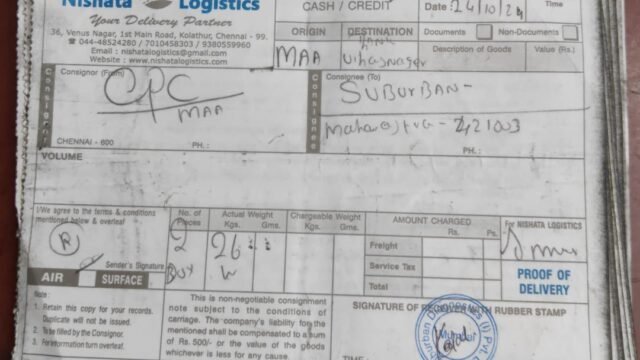 Nishata Logistics
Your Delivery Partner
36, Venus Nagar, 1st Main Road, Kolathur, Chennai - 99.
044-48524280 / 7010458303 / 9380559960
Email : nishatalogistics@gmail.com
Website : www.nishatalogistics.com
CASH / CREDIT
Date : 24/10/24
Time
ORIGIN
DESTINATION
Documents
Non-Documents
MAA
Description of Goods
Value (Rs.)
Consignor (From)
Consignor
CPC
MAA
CHENNAI - 600
PH. :
Consignee (To)
Consignee
SUBURBAN -
421003
PH. :
VOLUME
I/We agree to the terms & conditions
mentioned below & overleaf
Sender's Signature
AIR
SURFACE
No. of
Pieces
2
Box
Actual Weight
Kgs. Gms.
26
Chargeable Weight
Kgs. Gms.
AMOUNT CHARGED
Rs. Ps.
Freight
Service Tax
Total
For NISHATA LOGISTICS
PROOF OF
DELIVERY
Note :
1. Retain this copy for your records.
Duplicate will not be issued.
2. To be filled by the Consignor.
3. For information turn overleaf.
This is non-negotiable consignment
note subject to the conditions of
carriage. The company's liability for the
mentioned shall be compensated to a sum
of Rs. 500/- or the value of the goods
whichever is less for any cause.
WITH RUBBER STAMP
SIGNATURE OF
Mumbai
TIME